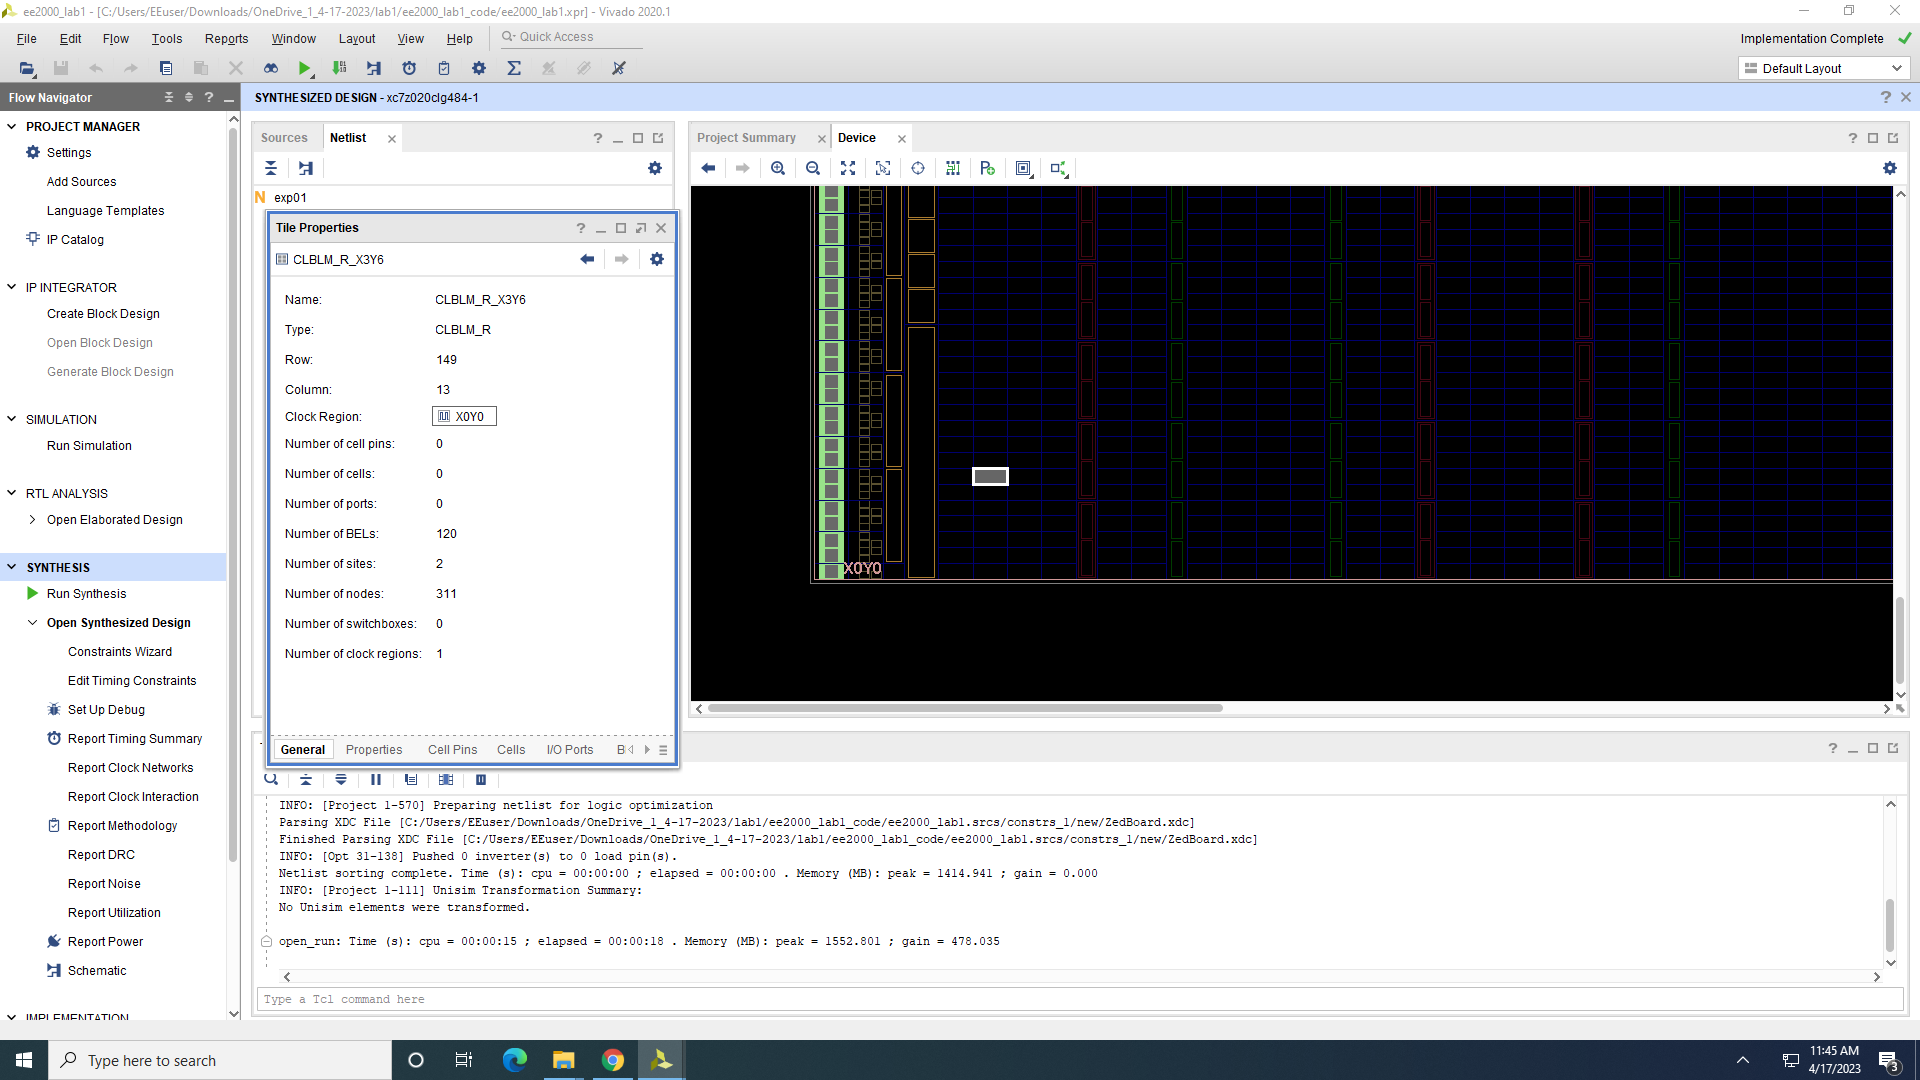 ee2000_lab1 - [C:/Users/EEuser/Downloads/OneDrive_1_4-17-2023/lab1/ee2000_lab1_code/ee2000_lab1.xpr] - Vivado 2020.1
File Edit Flow Tools Reports Window Layout View Help Quick Access
Implementation Complete
Default Layout
Flow Navigator
SYNTHESIZED DESIGN - xc7z020clg484-1
PROJECT MANAGER
Settings
Add Sources
Language Templates
IP Catalog
IP INTEGRATOR
Create Block Design
Open Block Design
Generate Block Design
SIMULATION
Run Simulation
RTL ANALYSIS
Open Elaborated Design
SYNTHESIS
Run Synthesis
Open Synthesized Design
Constraints Wizard
Edit Timing Constraints
Set Up Debug
Report Timing Summary
Report Clock Networks
Report Clock Interaction
Report Methodology
Report DRC
Report Noise
Report Utilization
Report Power
Schematic
IMPLEMENTATION
Sources Netlist
N exp01
Tile Properties
CLBLM_R_X3Y6
Name: CLBLM_R_X3Y6
Type: CLBLM_R
Row: 149
Column: 13
Clock Region: X0Y0
Number of cell pins: 0
Number of cells: 0
Number of ports: 0
Number of BELs: 120
Number of sites: 2
Number of nodes: 311
Number of switchboxes: 0
Number of clock regions: 1
General Properties Cell Pins Cells I/O Ports B
Project Summary Device
X0Y0
INFO: [Project 1-570] Preparing netlist for logic optimization
Parsing XDC File [C:/Users/EEuser/Downloads/OneDrive_1_4-17-2023/lab1/ee2000_lab1_code/ee2000_lab1.srcs/constrs_1/new/ZedBoard.xdc]
Finished Parsing XDC File [C:/Users/EEuser/Downloads/OneDrive_1_4-17-2023/lab1/ee2000_lab1_code/ee2000_lab1.srcs/constrs_1/new/ZedBoard.xdc]
INFO: [Opt 31-138] Pushed 0 inverter(s) to 0 load pin(s).
Netlist sorting complete. Time (s): cpu = 00:00:00 ; elapsed = 00:00:00 . Memory (MB): peak = 1414.941 ; gain = 0.000
INFO: [Project 1-111] Unisim Transformation Summary:
No Unisim elements were transformed.
open_run: Time (s): cpu = 00:00:15 ; elapsed = 00:00:18 . Memory (MB): peak = 1552.801 ; gain = 478.035
Type a Tcl command here
Type here to search
11:45 AM
4/17/2023
3